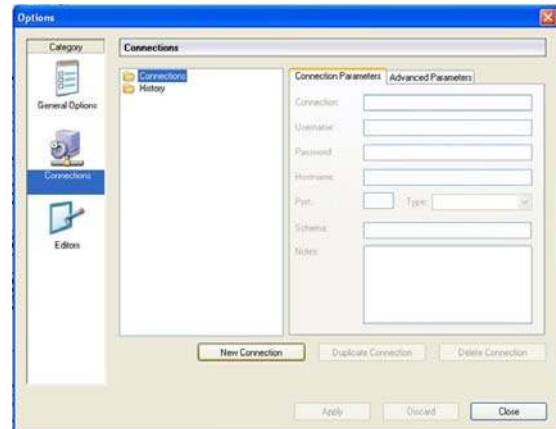 Options
Category
General Options
Connections
Editors
Connections
Connections
History
Connection Parameters
Advanced Parameters
Connection:
Username:
Password:
Hostname:
Port:
Type:
Schema:
Notes:
New Connection
Duplicate Connection
Delete Connection
Apply
Discard
Close